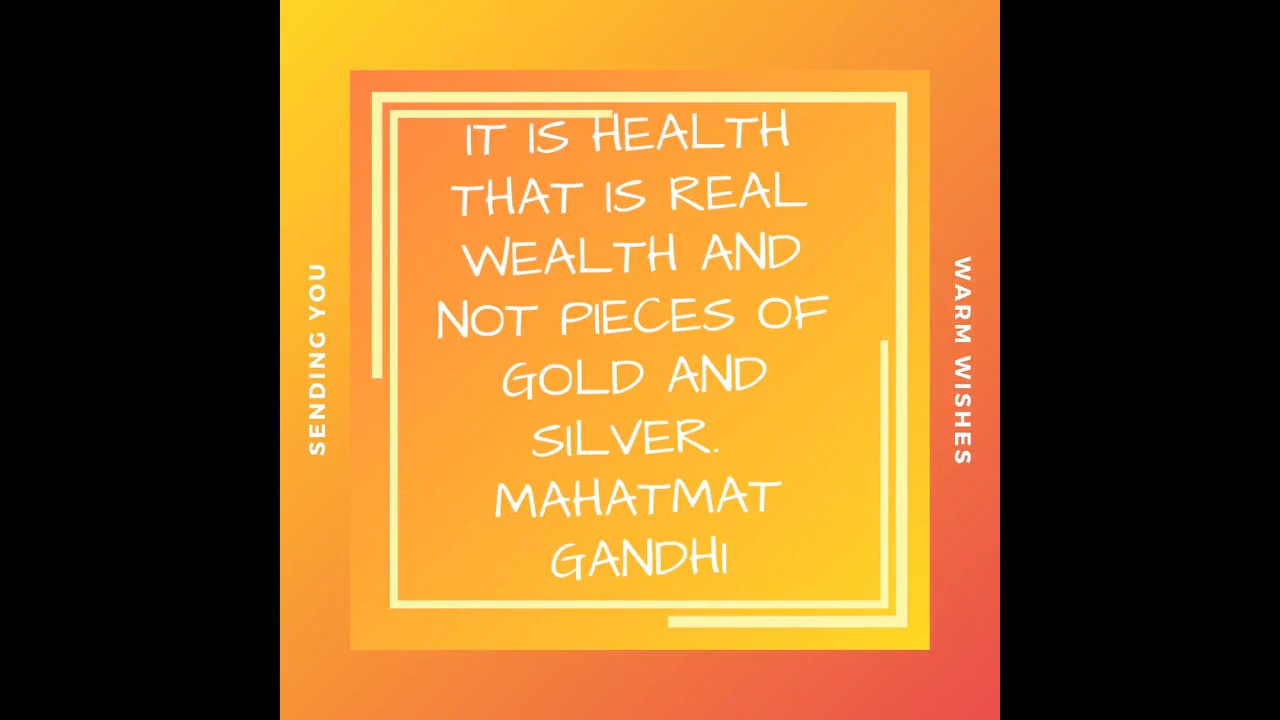 SENDING YOU
IT IS HEALTH
THAT IS REAL
WEALTH AND
NOT PIECES OF
GOLD AND
SILVER.
MAHATMAT
GANDHI
WARM WISHES